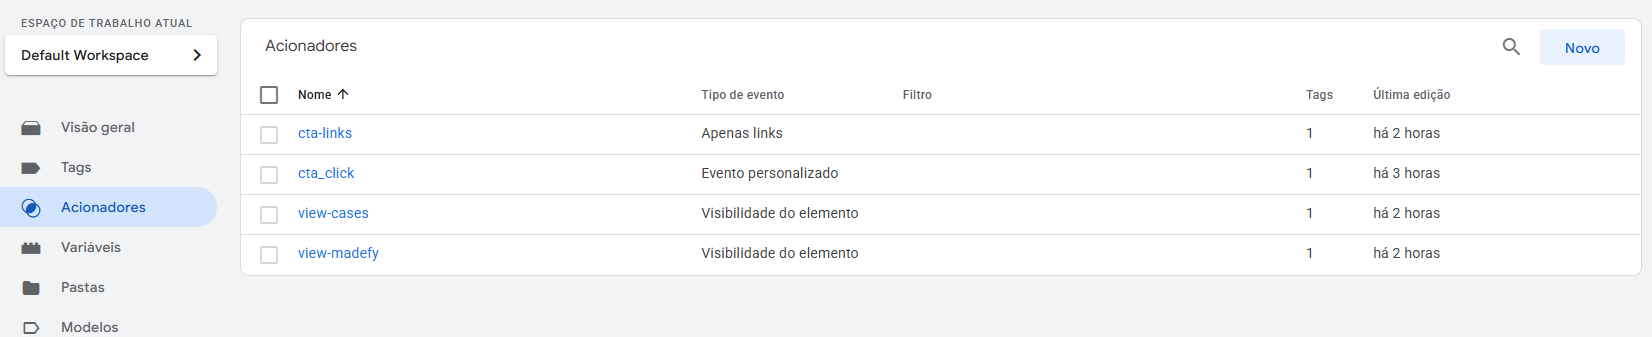 ESPAÇO DE TRABALHO ATUAL
Default Workspace
Visão geral
Tags
Acionadores
Variáveis
Pastas
Modelos
Acionadores
Novo
Nome Tipo de evento Filtro Tags Última edição
cta-links Apenas links 1 há 2 horas
cta_click Evento personalizado 1 há 3 horas
view-cases Visibilidade do elemento 1 há 2 horas
view-madefy Visibilidade do elemento 1 há 2 horas